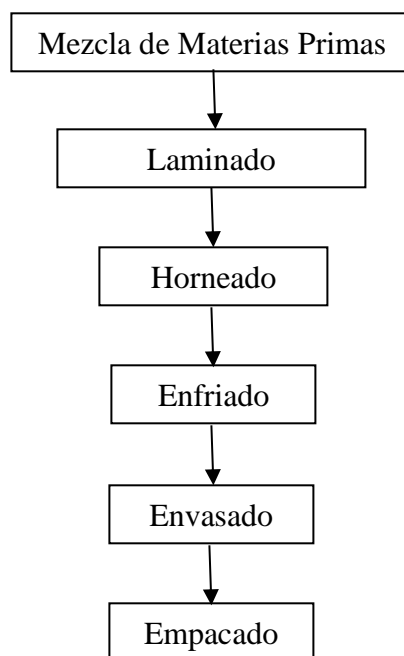 Mezcla de Materias Primas
Laminado
Horneado
Enfriado
Envasado
Empacado